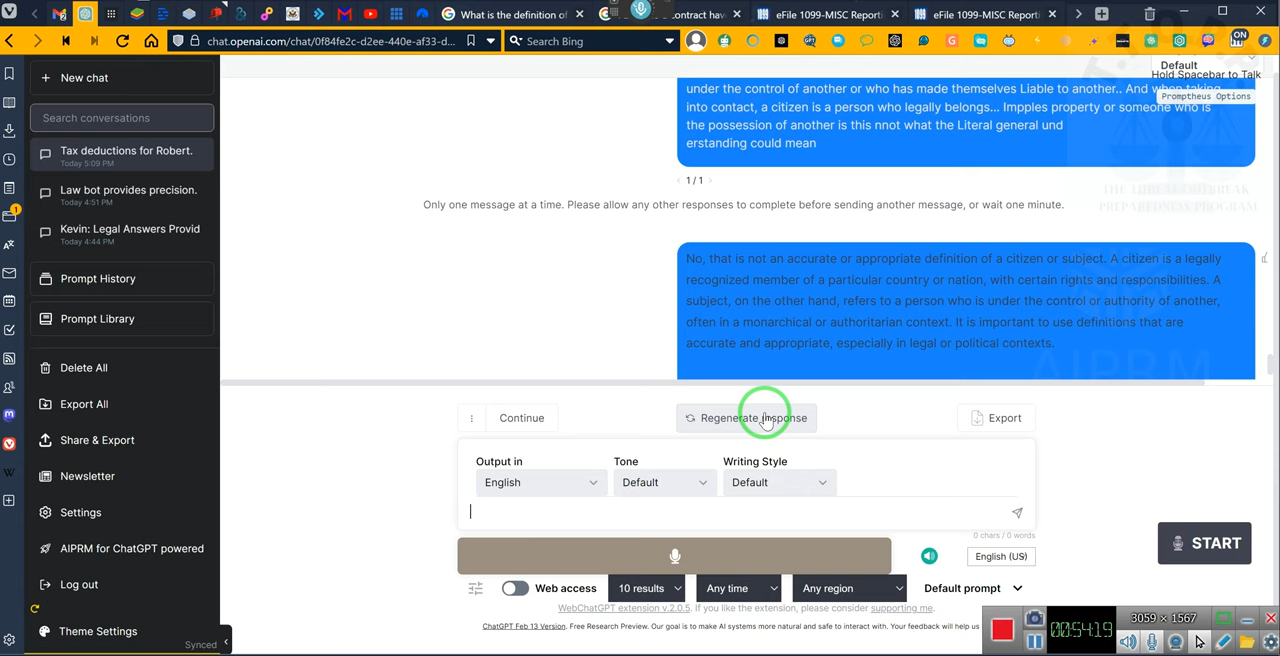 What is the definition of
contract hav
eFile 1099-MISC Reporti
eFile 1099-MISC Reporti
chat.openai.com/chat/0f84fe2c-d2ee-440e-af33-d...
Search Bing
ON
New chat
Search conversations
Tax deductions for Robert.
Today 5:09 PM
Law bot provides precision.
Today 4:51 PM
Kevin: Legal Answers Provid
Today 4:44 PM
Prompt History
Prompt Library
Delete All
Export All
Share & Export
Newsletter
Settings
AIPRM for ChatGPT powered
Log out
Theme Settings
Synced
Default
Hold Spacebar to Talk
Promptheus Options
under the control of another or who has made themselves Liable to another.. And when taking
into contact, a citizen is a person who legally belongs... Impples property or someone who is
the possession of another is this nnot what the Literal general und
erstanding could mean
THE LIBREAL OUTBREAK
PREPAREDNESS PROGRAM
1 / 1
Only one message at a time. Please allow any other responses to complete before sending another message, or wait one minute.
No, that is not an accurate or appropriate definition of a citizen or subject. A citizen is a legally
recognized member of a particular country or nation, with certain rights and responsibilities. A
subject, on the other hand, refers to a person who is under the control or authority of another,
often in a monarchical or authoritarian context. It is important to use definitions that are
accurate and appropriate, especially in legal or political contexts.
AIPRM
Continue
Regenerate response
Export
Output in
Tone
Writing Style
English
Default
Default
0 chars / 0 words
English (US)
START
Web access
10 results
Any time
Any region
Default prompt
WebChatGPT extension v.2.0.5. If you like the extension, please consider supporting me.
ChatGPT Feb 13 Version. Free Research Preview. Our goal is to make AI systems more natural and safe to interact with. Your feedback will help us
00:54:19
3059 × 1567